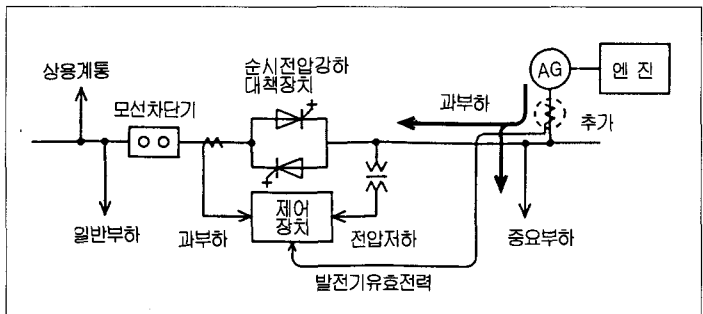 상용계통
모선차단기
순시전압강하
대책장치
AG
엔 진
과부하
추가
일반부하
과부하
제어
장치
전압저하
중요부하
발전기유효전력